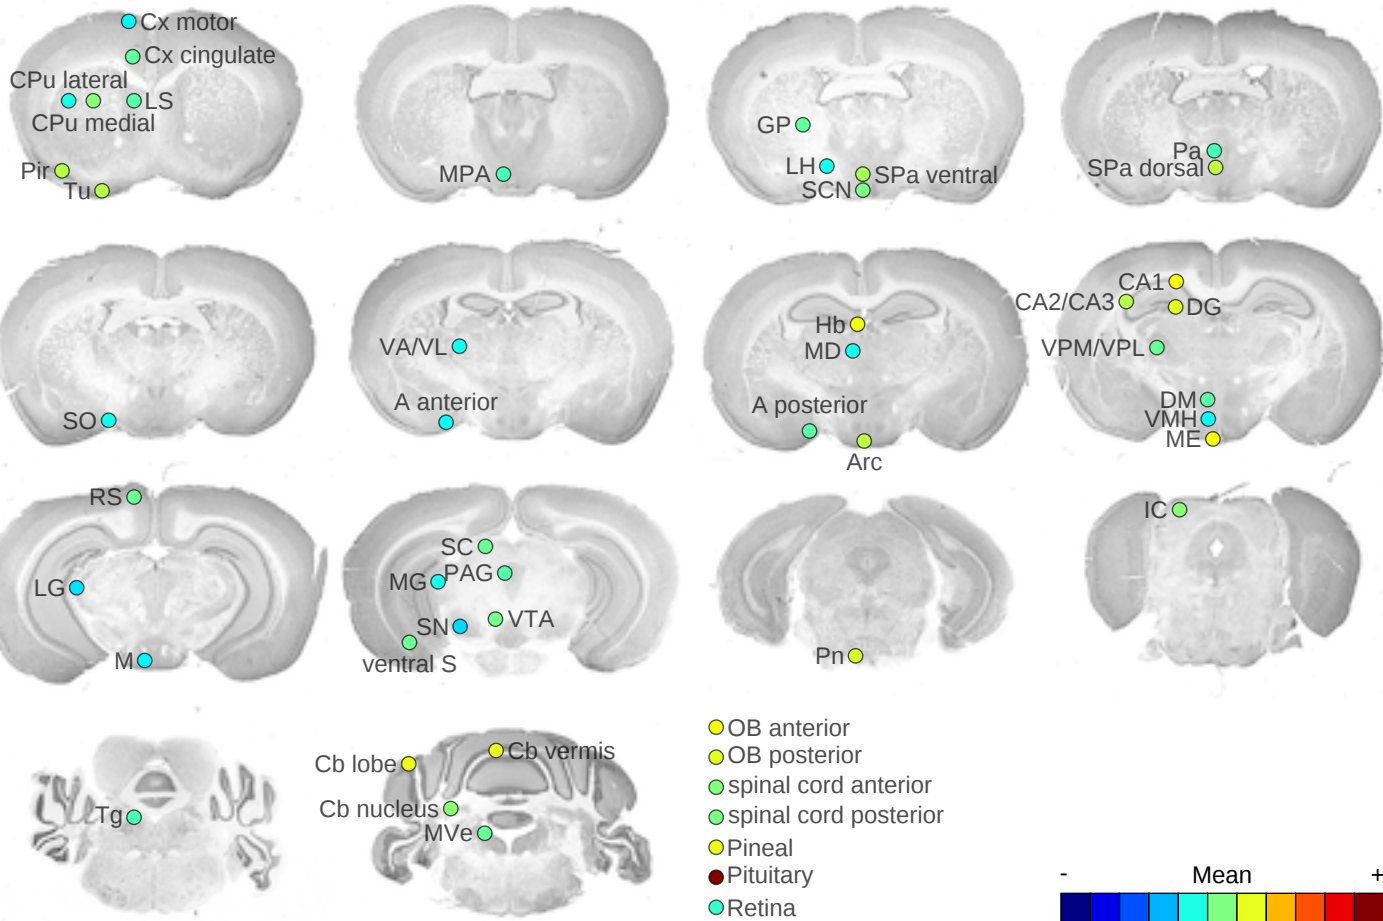 Cx motor
Cx cingulate
CPu lateral
LS
CPu medial
Pir
Tu
MPA
GP
LH
SPa ventral
SCN
Pa
SPa dorsal
SO
VA/VL
A anterior
Hb
MD
A posterior
Arc
CA1
CA2/CA3
DG
VPM/VPL
DM
VMH
ME
RS
LG
M
SC
PAG
MG
VTA
SN
ventral S
Pn
IC
Tg
Cb vermis
Cb lobe
Cb nucleus
MVe
OB anterior
OB posterior
spinal cord anterior
spinal cord posterior
Pineal
Pituitary
Retina
- Mean +